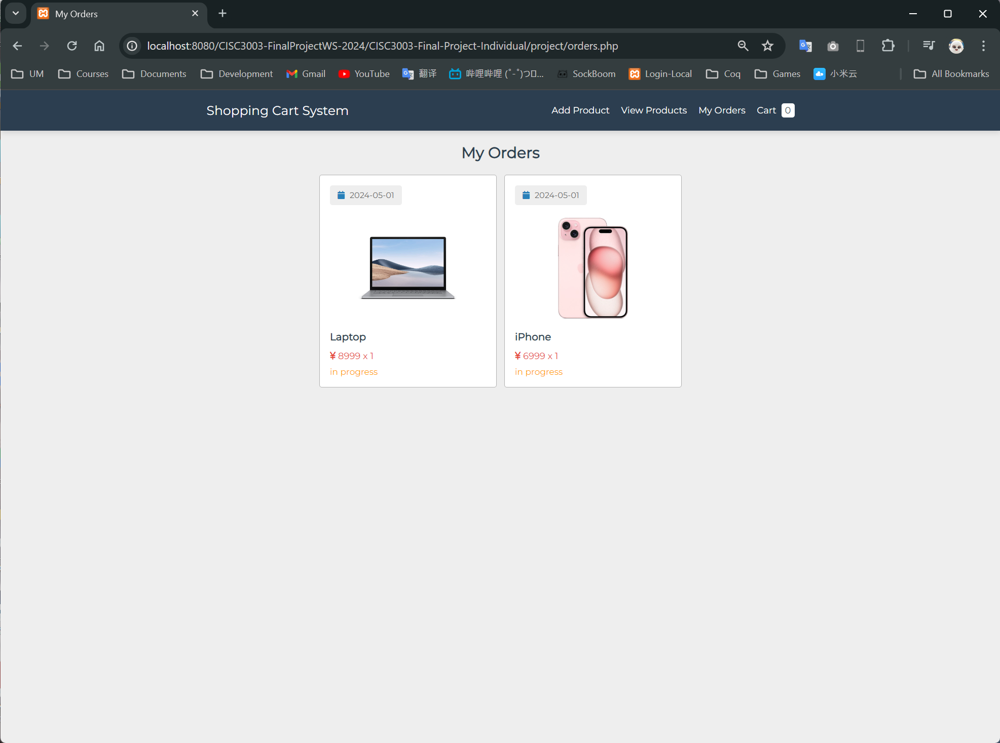 My Orders
localhost:8080/CISC3003-FinalProjectWS-2024/CISC3003-Final-Project-Individual/project/orders.php
UM Courses Documents Development Gmail YouTube 翻译 哔哩哔哩 (゜-゜)つロ... SockBoom Login-Local Coq Games 小米云 All Bookmarks
Shopping Cart System Add Product View Products My Orders Cart 0
My Orders
2024-05-01
Laptop
¥ 8999 x 1
in progress
2024-05-01
iPhone
¥ 6999 x 1
in progress